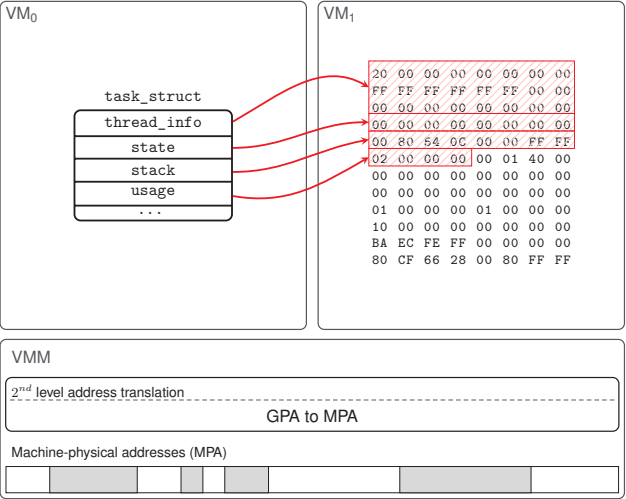 VM0
VM1
task_struct
thread_info
state
stack
usage
...
20 00 00 00 00 00 00 00
FF FF FF FF FF FF 00 00
00 00 00 00 00 00 00 00
00 00 00 00 00 00 00 00
00 80 54 0C 00 00 FF FF
02 00 00 00 00 01 40 00
00 00 00 00 00 00 00 00
00 00 00 00 00 00 00 00
01 00 00 00 01 00 00 00
10 00 00 00 00 00 00 00
BA EC FE FF 00 00 00 00
80 CF 66 28 00 80 FF FF
VMM
2nd level address translation
GPA to MPA
Machine-physical addresses (MPA)